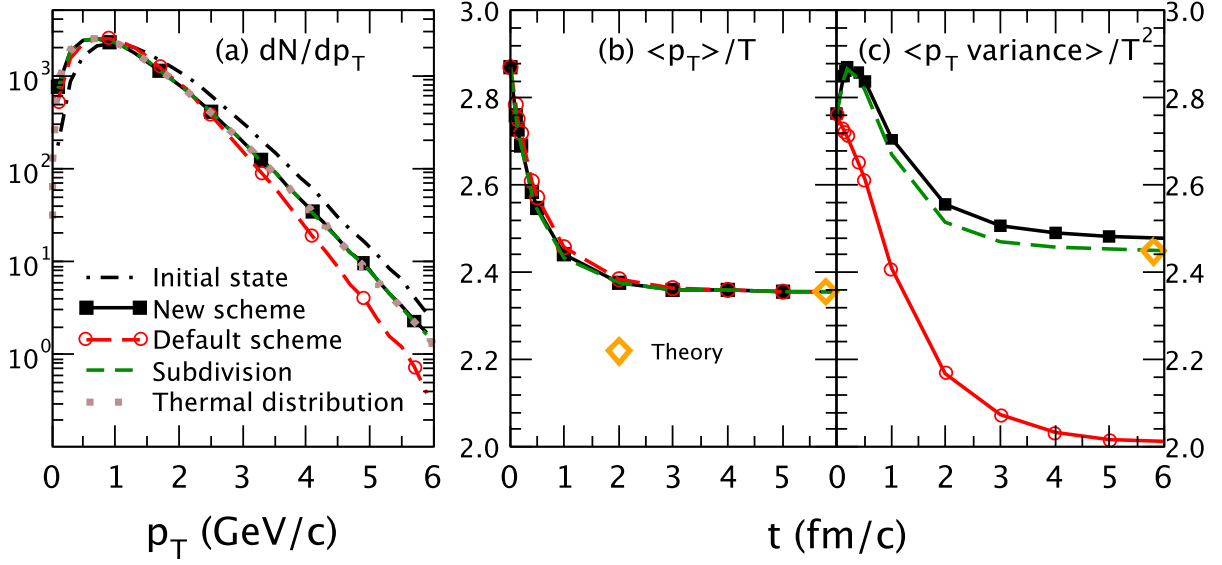 (a) dN/dp_T
10^3
10^2
10^1
10^0
Initial state
New scheme
Default scheme
Subdivision
Thermal distribution
0 1 2 3 4 5 6
p_T (GeV/c)
3.0
2.8
2.6
2.4
2.2
2.0
(b) <p_T>/T
Theory
0 1 2 3 4 5
(c) <p_T variance>/T^2
3.0
2.8
2.6
2.4
2.2
2.0
0 1 2 3 4 5 6
t (fm/c)